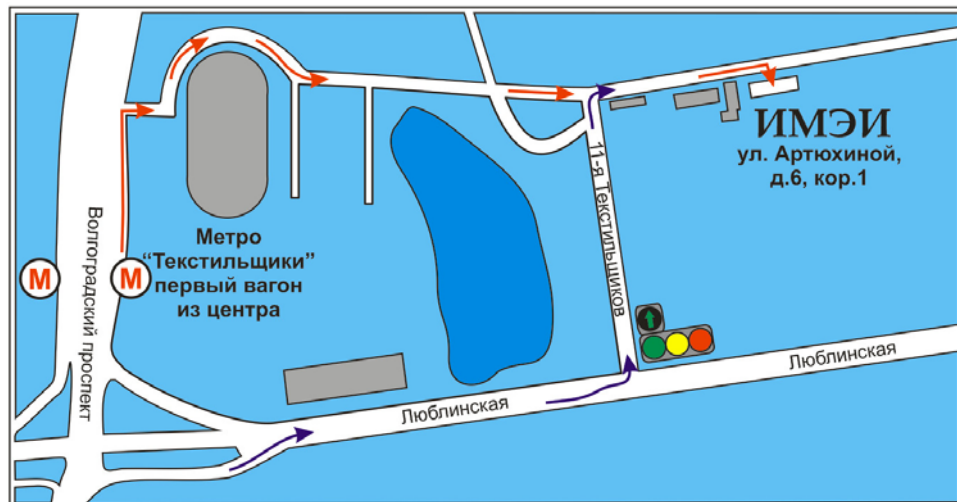 ИМЭИ
ул. Артюхиной,
д.6, кор.1
11-я Текстильщиков
Волгоградский проспект
Метро
“Текстильщики”
первый вагон
из центра
М
М
Люблинская
Люблинская